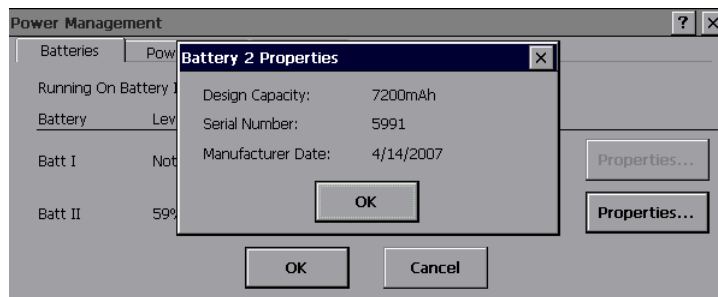 Power Management
? ×
Batteries Pow
Battery 2 Properties ×
Running On Battery
Design Capacity: 7200mAh
Serial Number: 5991
Battery Lev
Manufacturer Date: 4/14/2007
Batt I Not Properties...
OK
Batt II 59% Properties...
OK Cancel